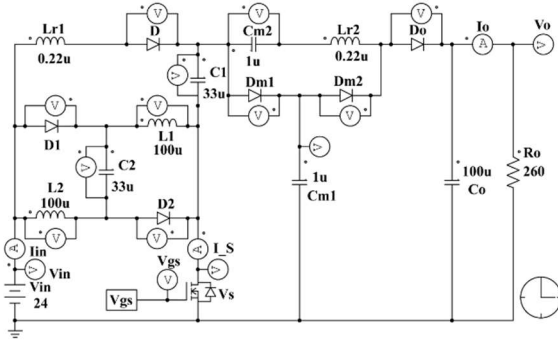 Lr1
0.22u
D
V
Cm2
1u
V
Lr2
0.22u
V
Do
Io
A
Vo
V
V
C1
33u
Dm1
V
Dm2
V
V
D1
V
L1
100u
V
C2
33u
V
1u
Cm1
100u
Co
Ro
260
L2
100u
V
D2
V
A
Iin
V
Vin
Vin
24
A
I_S
V
Vgs
V
Vgs
Vs